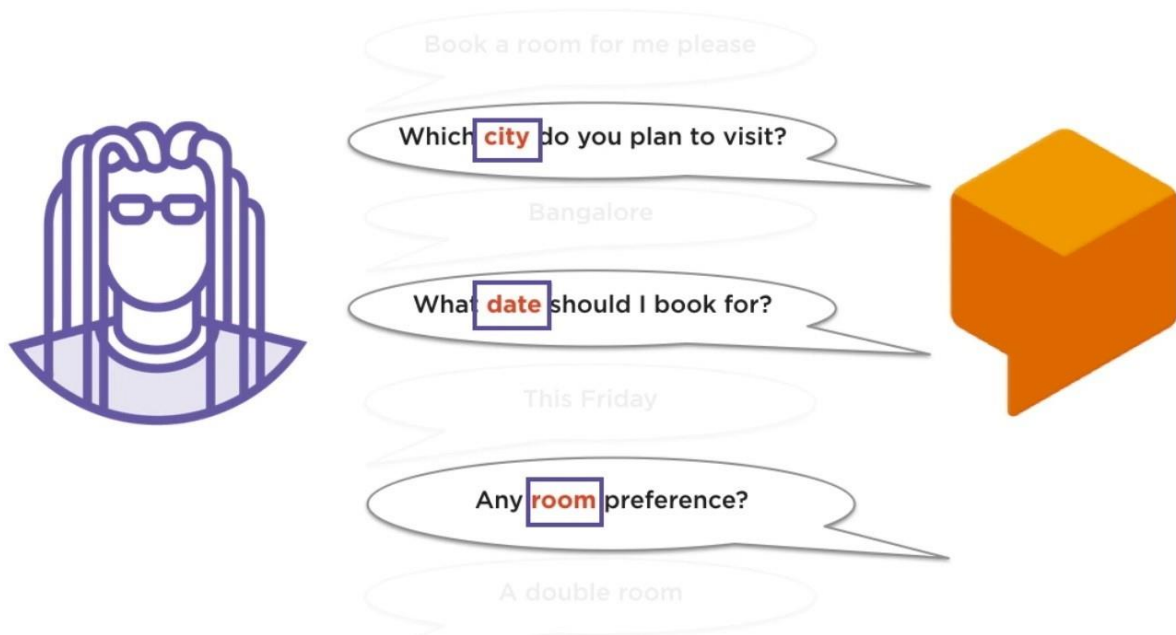 Book a room for me please
Which city do you plan to visit?
Bangalore
What date should I book for?
This Friday
Any room preference?
A double room